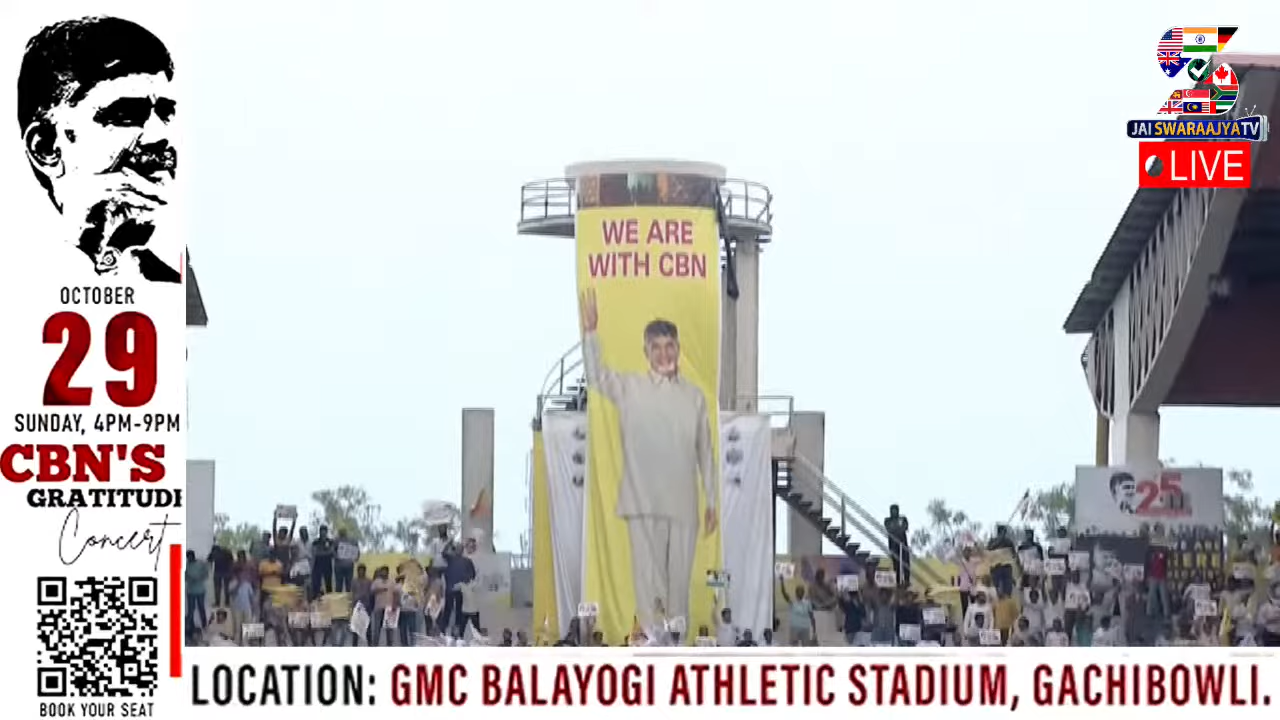 OCTOBER
29
SUNDAY, 4PM-9PM
CBN'S
GRATITUDE
Concert
BOOK YOUR SEAT
WE ARE
WITH CBN
JAI SWARAAJYA TV
LIVE
25
LOCATION: GMC BALAYOGI ATHLETIC STADIUM, GACHIBOWLI.